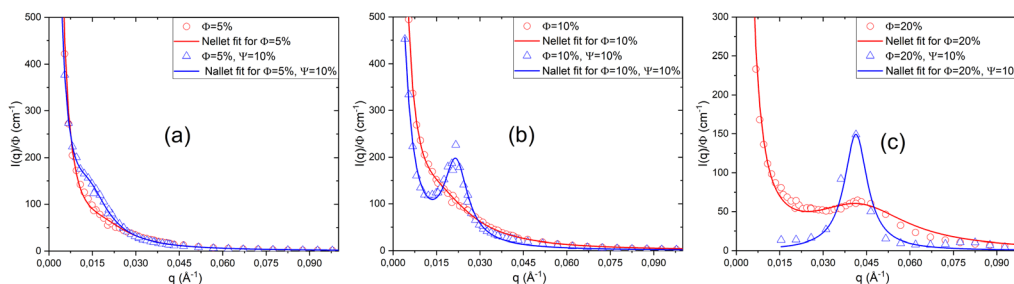 500
400
300
200
100
0
I(q)/Φ (cm⁻¹)
Φ=5%
Nellet fit for Φ=5%
Φ=5%, Ψ=10%
Nallet fit for Φ=5%, Ψ=10%
(a)
0,000 0,015 0,030 0,045 0,060 0,075 0,090
q (Å⁻¹)
500
400
300
200
100
0
I(q)/Φ (cm⁻¹)
Φ=10%
Nellet fit for Φ=10%
Φ=10%, Ψ=10%
Nallet fit for Φ=10%, Ψ=10%
(b)
0,000 0,015 0,030 0,045 0,060 0,075 0,090
q (Å⁻¹)
300
250
200
150
100
50
0
I(q)/Φ (cm⁻¹)
Φ=20%
Nellet fit for Φ=20%
Φ=20%, Ψ=10%
Nallet fit for Φ=20%, Ψ=10%
(c)
0,000 0,015 0,030 0,045 0,060 0,075 0,090
q (Å⁻¹)